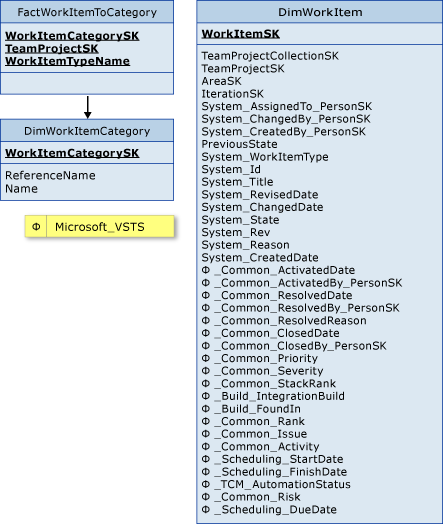 FactWorkItemToCategory
WorkItemCategorySK
TeamProjectSK
WorkItemTypeName
DimWorkItemCategory
WorkItemCategorySK
ReferenceName
Name
Φ Microsoft_VSTS
DimWorkItem
WorkItemSK
TeamProjectCollectionSK
TeamProjectSK
AreaSK
IterationSK
System_AssignedTo_PersonSK
System_ChangedBy_PersonSK
System_CreatedBy_PersonSK
PreviousState
System_WorkItemType
System_Id
System_Title
System_RevisedDate
System_ChangedDate
System_State
System_Rev
System_Reason
System_CreatedDate
Φ _Common_ActivatedDate
Φ _Common_ActivatedBy_PersonSK
Φ _Common_ResolvedDate
Φ _Common_ResolvedBy_PersonSK
Φ _Common_ResolvedReason
Φ _Common_ClosedDate
Φ _Common_ClosedBy_PersonSK
Φ _Common_Priority
Φ _Common_Severity
Φ _Common_StackRank
Φ _Build_IntegrationBuild
Φ _Build_FoundIn
Φ _Common_Rank
Φ _Common_Issue
Φ _Common_Activity
Φ _Scheduling_StartDate
Φ _Scheduling_FinishDate
Φ _TCM_AutomationStatus
Φ _Common_Risk
Φ _Scheduling_DueDate